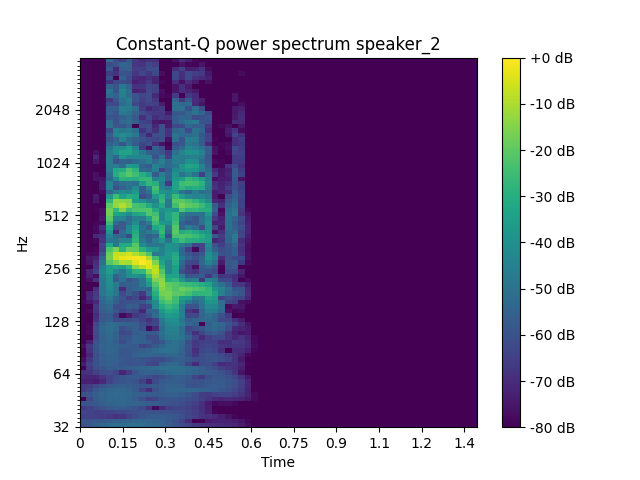 Constant-Q power spectrum speaker_2
Hz
2048
1024
512
256
128
64
32
0 0.15 0.3 0.45 0.6 0.75 0.9 1.1 1.2 1.4
Time
+0 dB
-10 dB
-20 dB
-30 dB
-40 dB
-50 dB
-60 dB
-70 dB
-80 dB